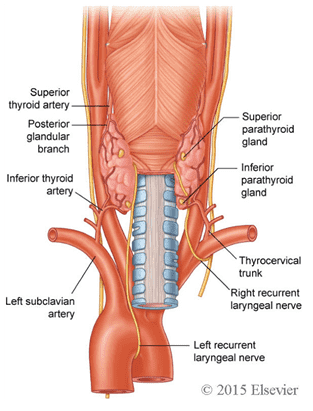 Superior
thyroid artery
Posterior
glandular
branch
Inferior thyroid
artery
Left subclavian
artery
Superior
parathyroid
gland
Inferior
parathyroid
gland
Thyrocervical
trunk
Right recurrent
laryngeal nerve
Left recurrent
laryngeal nerve
© 2015 Elsevier